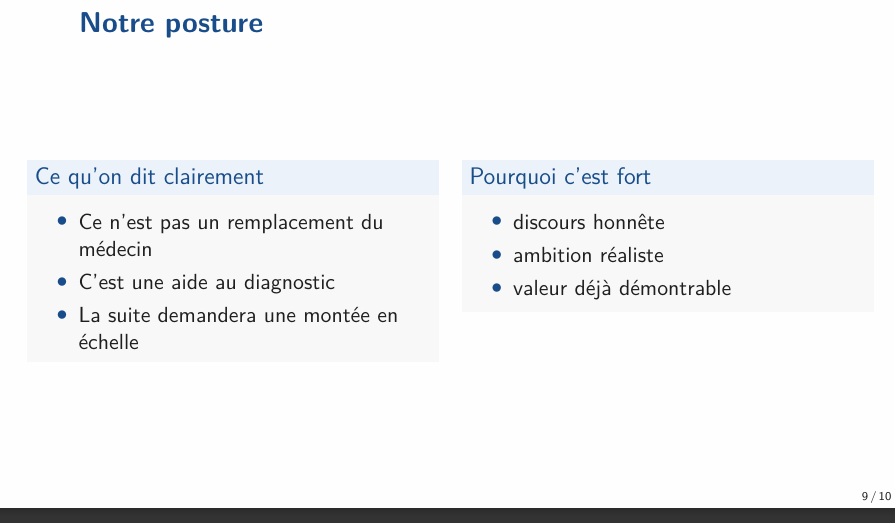 Notre posture
Ce qu'on dit clairement
• Ce n'est pas un remplacement du
médecin
• C'est une aide au diagnostic
• La suite demandera une montée en
échelle
Pourquoi c'est fort
• discours honnête
• ambition réaliste
• valeur déjà démontrable
9 / 10